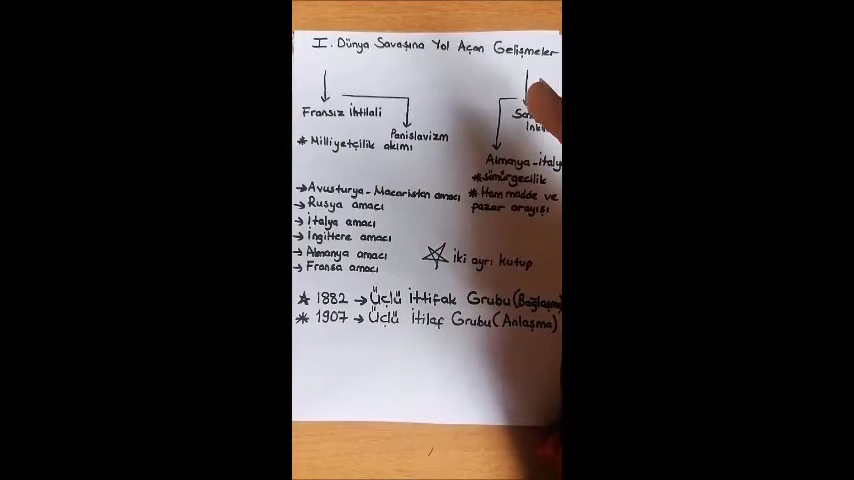 I. Dünya Savaşına Yol Açan Gelişmeler
Fransız İhtilali
Panislavizm
* Milliyetçilik akımı
Almanya-İtalya
* sömürgecilik
* Ham madde ve
pazar arayışı
→ Avusturya-Macaristan amacı
→ Rusya amacı
→ İtalya amacı
→ İngiltere amacı
→ Almanya amacı
→ Fransa amacı
☆ iki ayrı kutup
★ 1882 → Üçlü İttifak Grubu (Bağlaşma)
* 1907 → Üçlü İtilaf Grubu (Anlaşma)